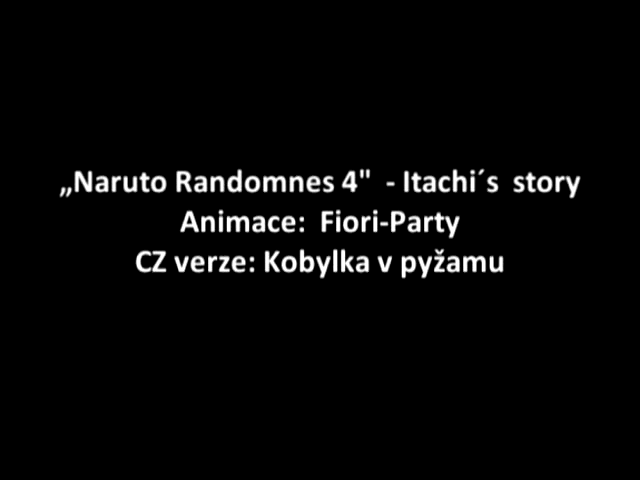 „Naruto Randomnes 4"  - Itachi´s  story
Animace:  Fiori-Party
CZ verze: Kobylka v pyžamu